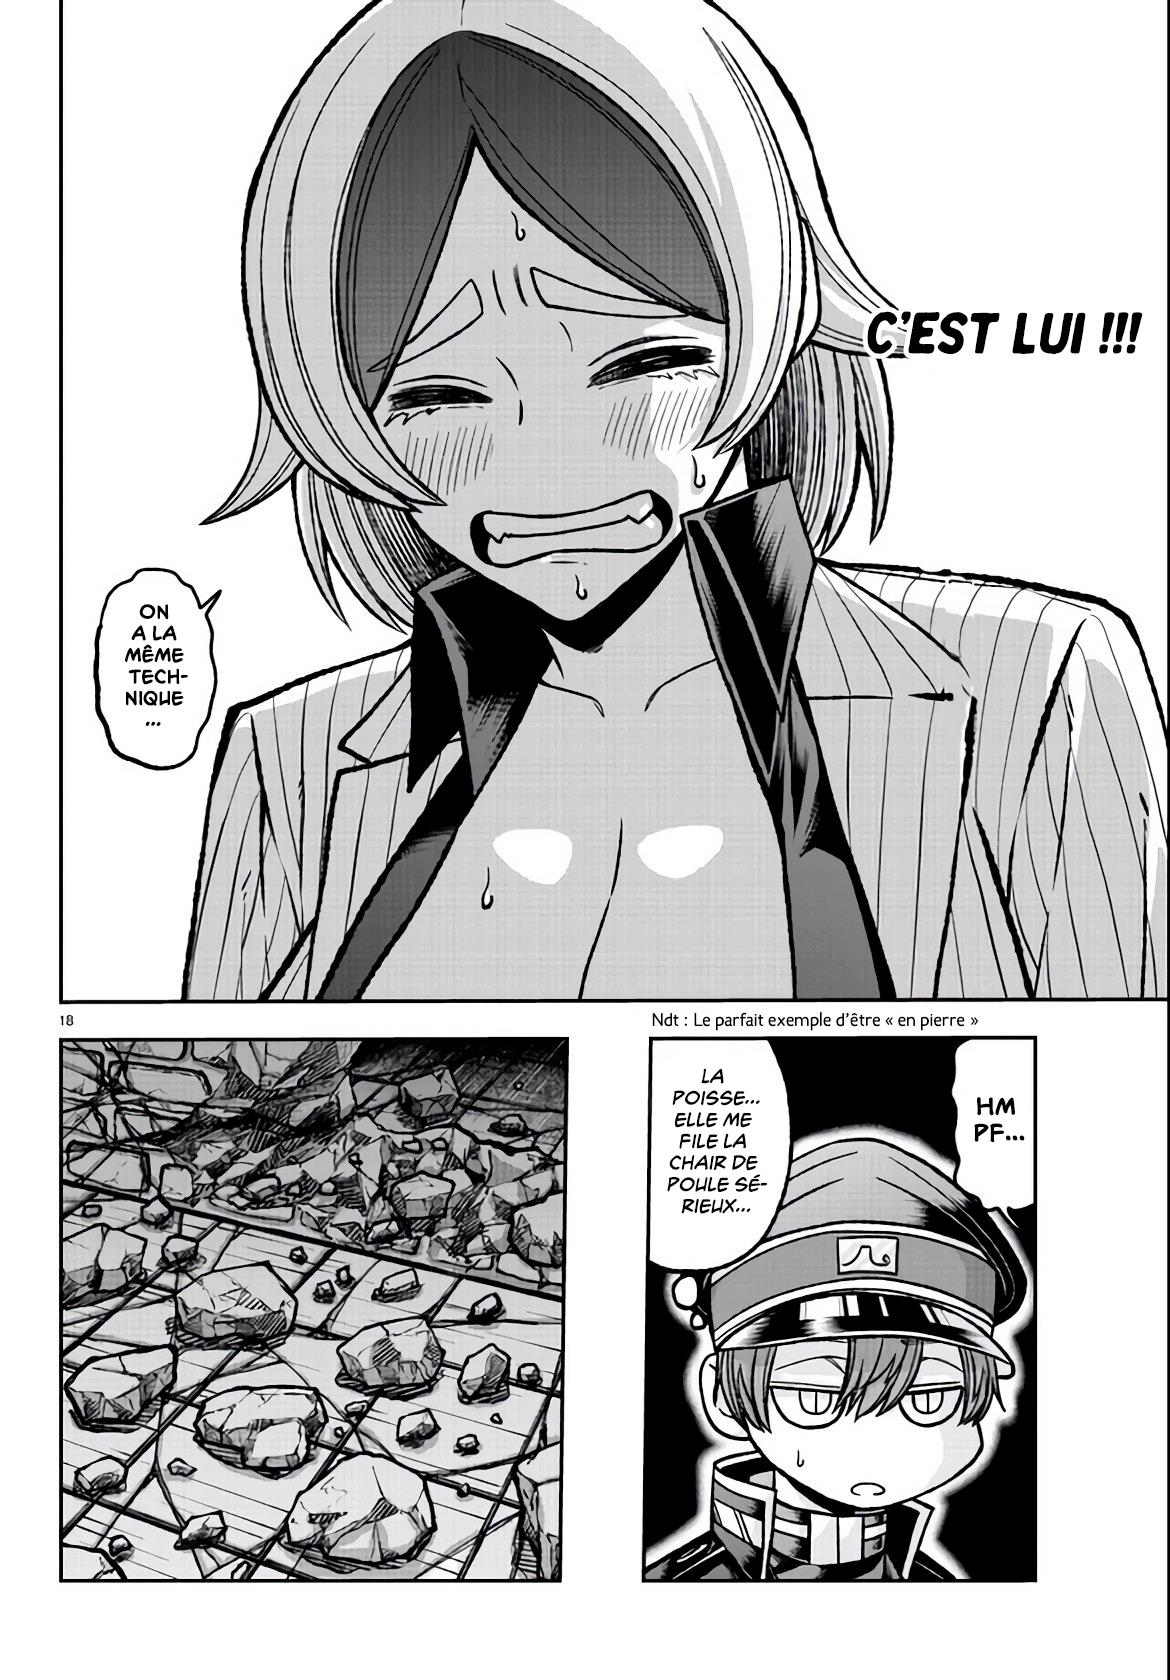 C'EST LUI !!!
ON
A LA
MÊME
TECH-
NIQUE
...
18
Ndt : Le parfait exemple d'être « en pierre »
HM
PF...
LA
POISSE...
ELLE ME
FILE LA
CHAIR DE
POULE SÉ-
RIEUX...
八